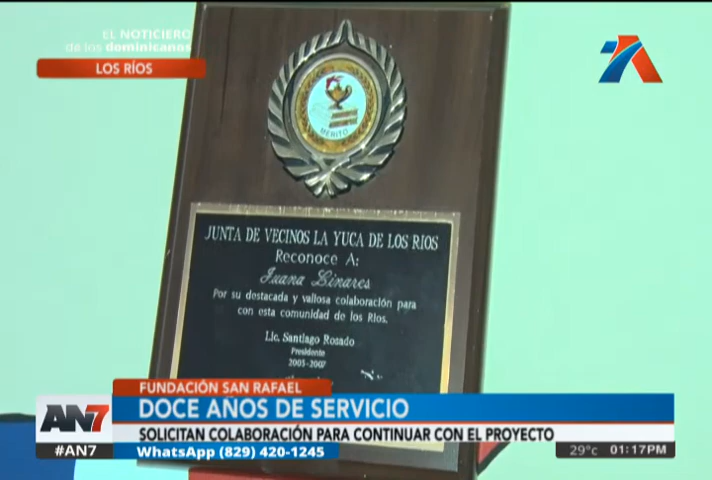 EL NOTICIERO
de los dominicanos
LOS RÍOS
MÉRITO
JUNTA DE VECINOS LA YUCA DE LOS RIOS
Reconoce A:
Juana Linares
Por su destacada y valiosa colaboración para
con esta comunidad de los Rios.
Lic. Santiago Rosado
Presidente
2005-2007
FUNDACIÓN SAN RAFAEL
AN7
DOCE AÑOS DE SERVICIO
SOLICITAN COLABORACIÓN PARA CONTINUAR CON EL PROYECTO
#AN7
WhatsApp (829) 420-1245
29°c
01:17PM